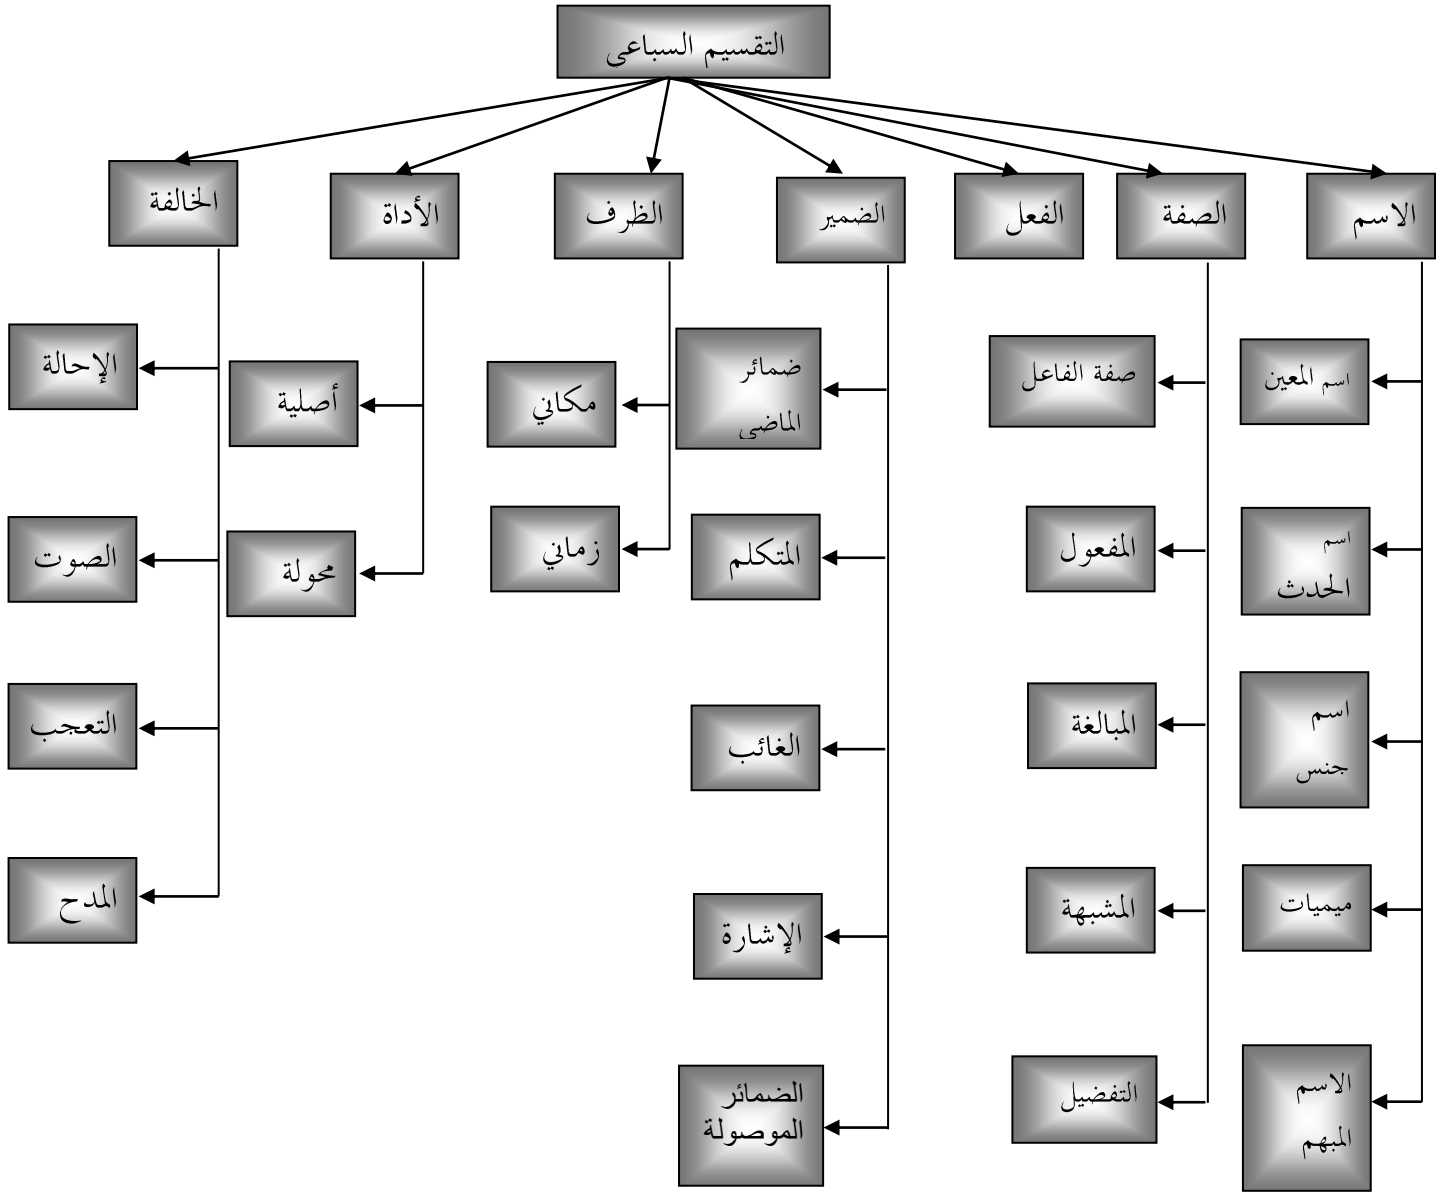 التقسيم السباعى
الاسم
الصفة
الفعل
الضمير
الظرف
الأداة
الخالفة
اسم المعين
اسم
الحدث
اسم
جنس
ميميات
الاسم
المبهم
صفة الفاعل
المفعول
المبالغة
المشبهة
التفضيل
ضمائر
الماضى
المتكلم
الغائب
الإشارة
الضمائر
الموصولة
مكاني
زماني
أصلية
محولة
الإحالة
الصوت
التعجب
المدح